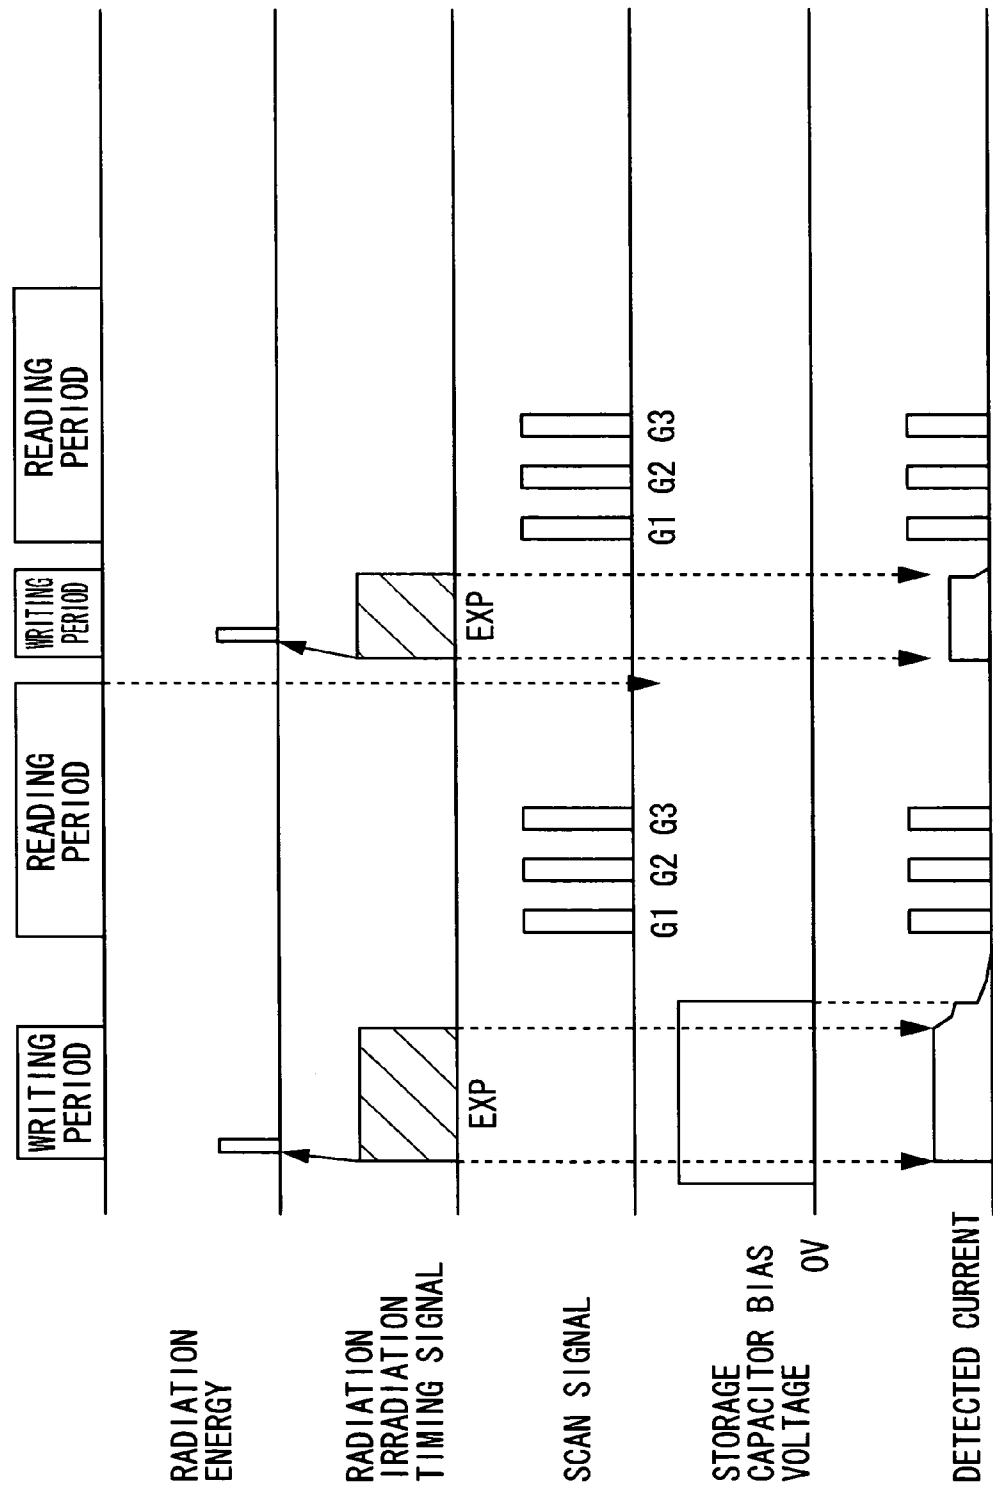 WRITING
PERIOD
READING
PERIOD
WRITING
PERIOD
READING
PERIOD
RADIATION
ENERGY
RADIATION
IRRADIATION
TIMING SIGNAL
EXP
EXP
SCAN SIGNAL
G1 G2 G3
G1 G2 G3
STORAGE
CAPACITOR BIAS
VOLTAGE
0V
DETECTED CURRENT